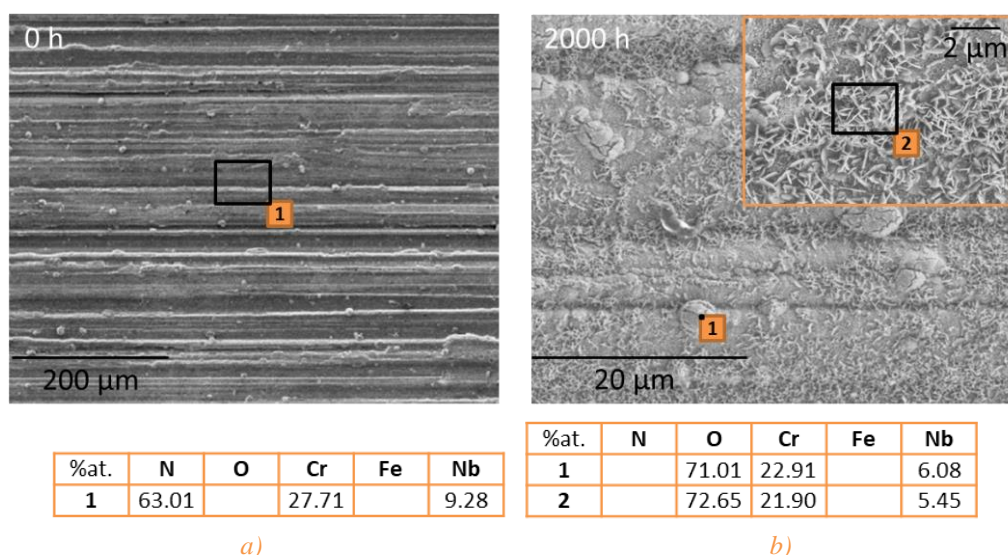 0 h
1
200 µm
2000 h
2 µm
2
1
20 µm
%at. N O Cr Fe Nb
1 63.01 27.71 9.28
%at. N O Cr Fe Nb
1 71.01 22.91 6.08
2 72.65 21.90 5.45
a)
b)